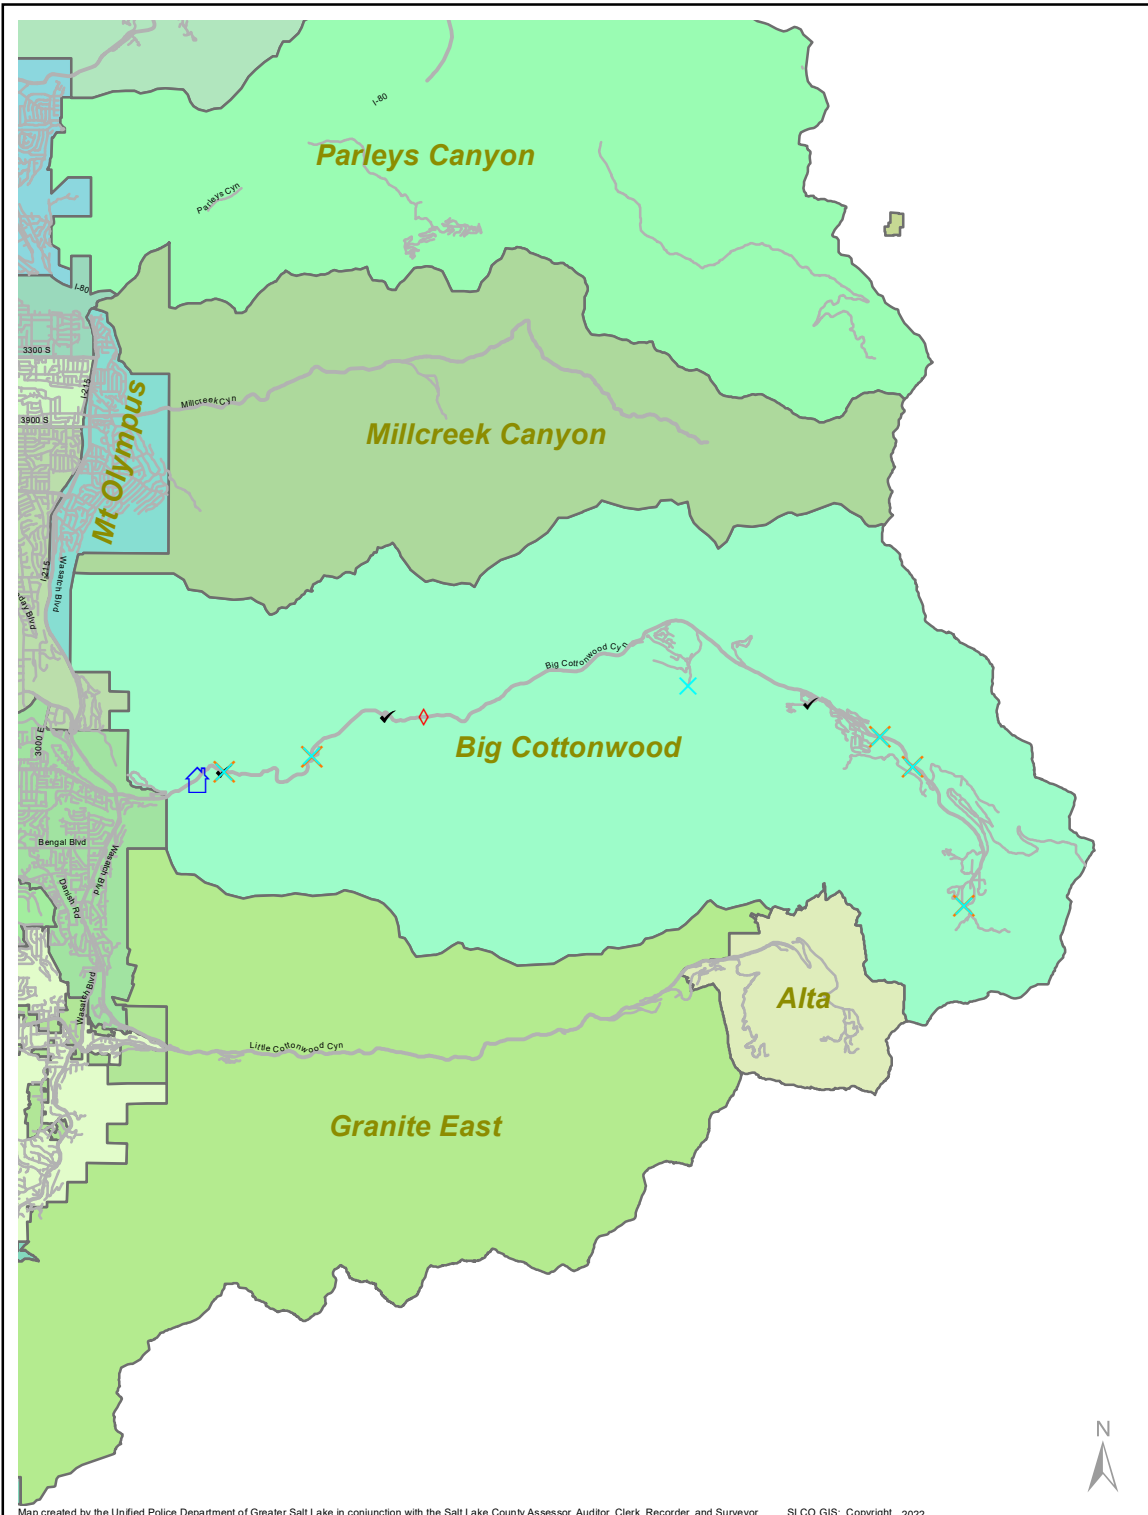 I-80
Parleys Canyon
Parleys Cyn
I-80
3300 S
I-215
Millcreek Cyn
3900 S
Mt Olympus
Millcreek Canyon
I-215
Wasatch Blvd
day Blvd
Big Cottonwood Cyn
3000 E
Big Cottonwood
Bengal Blvd
Wasatch Blvd
Danish Rd
Wasatch Blvd
Alta
Little Cottonwood Cyn
Granite East
N
Map created by the Unified Police Department of Greater Salt Lake in conjunction with the Salt Lake County Assessor, Auditor, Clerk, Recorder, and Surveyor SLCO GIS: Copyright 2022